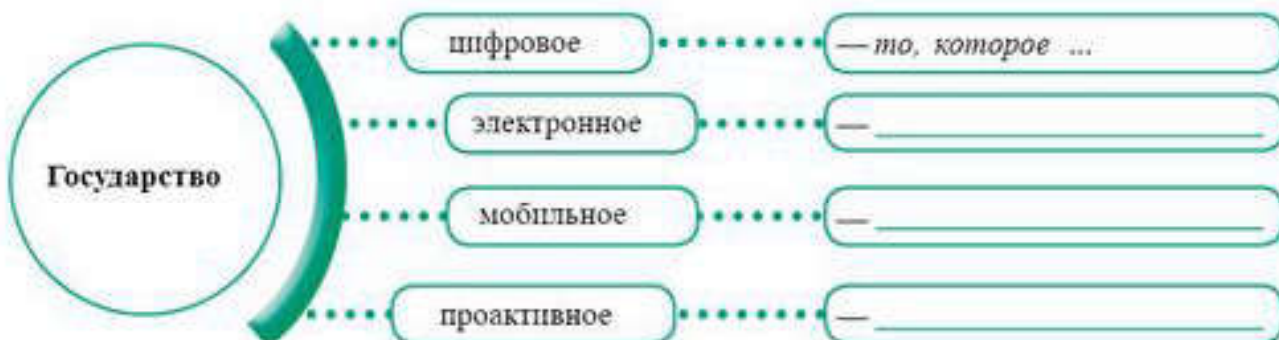 Государство
цифровое
— то, которое ...
электронное
—
мобильное
—
проактивное
—